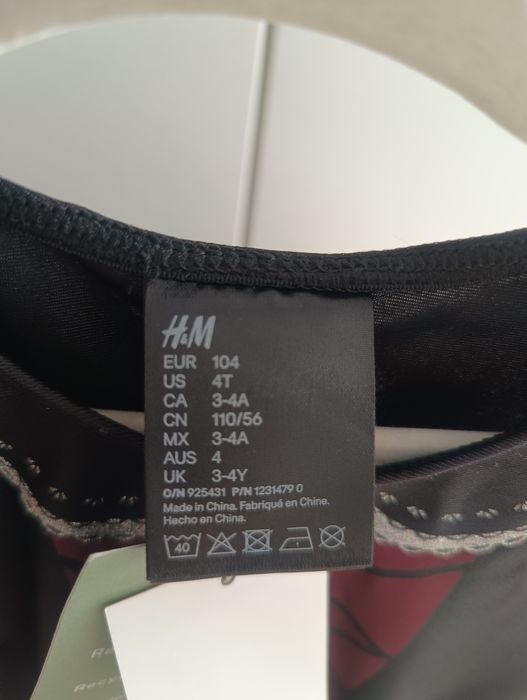 H&M
EUR 104
US 4T
CA 3-4A
CN 110/56
MX 3-4A
AUS 4
UK 3-4Y
O/N 925431 P/N 1231479 0
Made in China. Fabriqué en Chine.
Hecho en China.
40